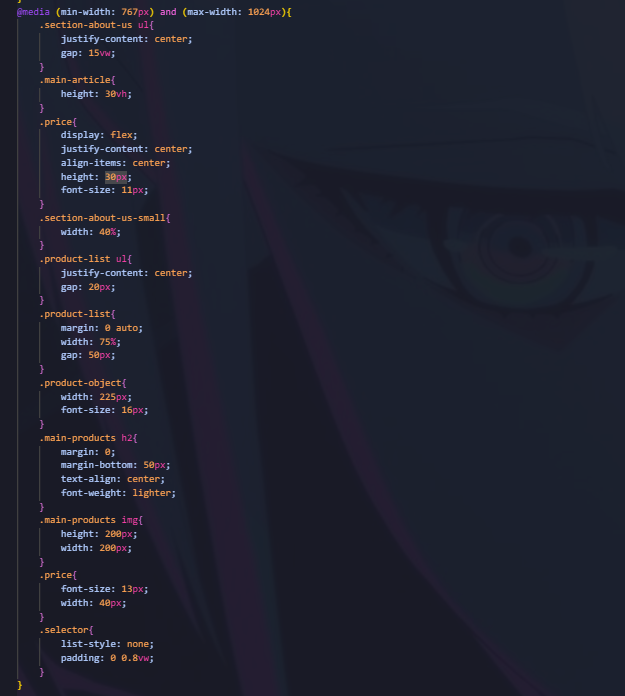 }
@media (min-width: 767px) and (max-width: 1024px){
.section-about-us ul{
justify-content: center;
gap: 15vw;
}
.main-article{
height: 30vh;
}
.price{
display: flex;
justify-content: center;
align-items: center;
height: 30px;
font-size: 11px;
}
.section-about-us-small{
width: 40%;
}
.product-list ul{
justify-content: center;
gap: 20px;
}
.product-list{
margin: 0 auto;
width: 75%;
gap: 50px;
}
.product-object{
width: 225px;
font-size: 16px;
}
.main-products h2{
margin: 0;
margin-bottom: 50px;
text-align: center;
font-weight: lighter;
}
.main-products img{
height: 200px;
width: 200px;
}
.price{
font-size: 13px;
width: 40px;
}
.selector{
list-style: none;
padding: 0 0.8vw;
}
}